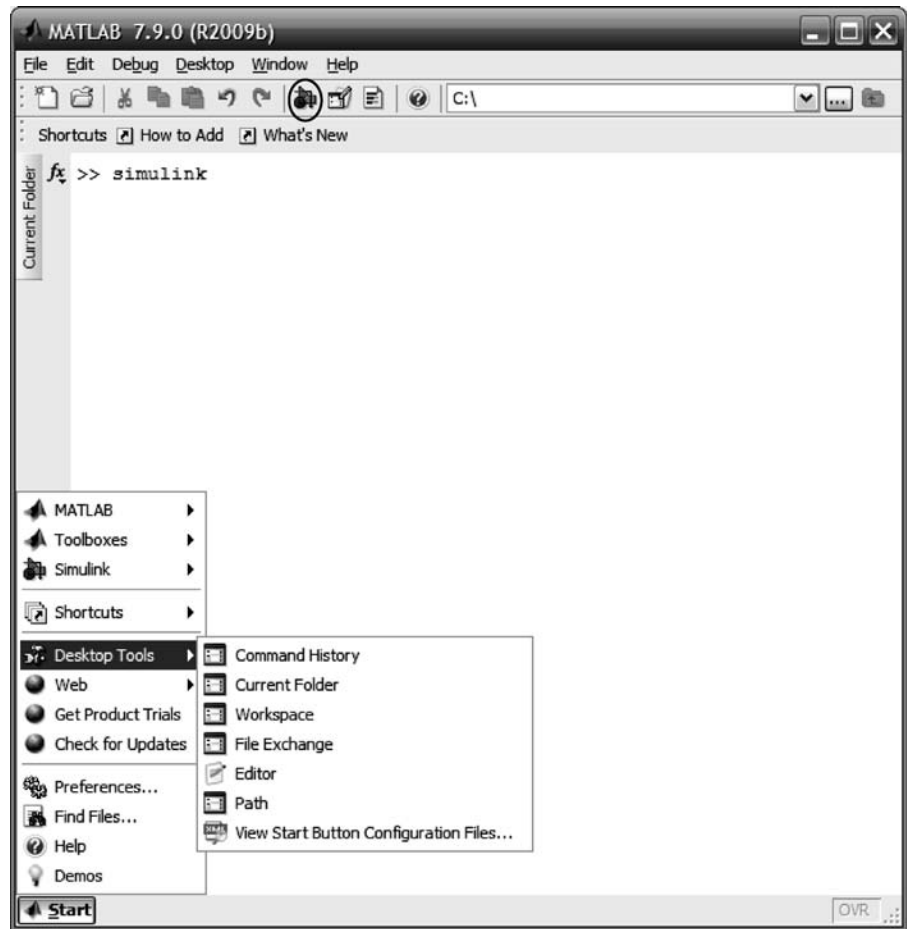 MATLAB 7.9.0 (R2009b)
File Edit Debug Desktop Window Help
C:\
Shortcuts How to Add What's New
Current Folder
fx >> simulink
MATLAB
Toolboxes
Simulink
Shortcuts
Desktop Tools
Web
Get Product Trials
Check for Updates
Preferences...
Find Files...
Help
Demos
Command History
Current Folder
Workspace
File Exchange
Editor
Path
View Start Button Configuration Files...
Start
OVR